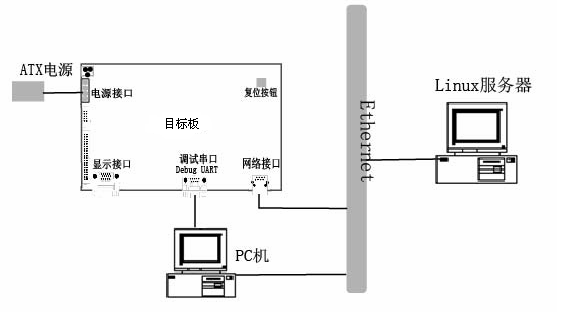 ATX电源
电源接口
复位按钮
目标板
显示接口
调试串口
Debug UART
网络接口
Ethernet
Linux服务器
PC机